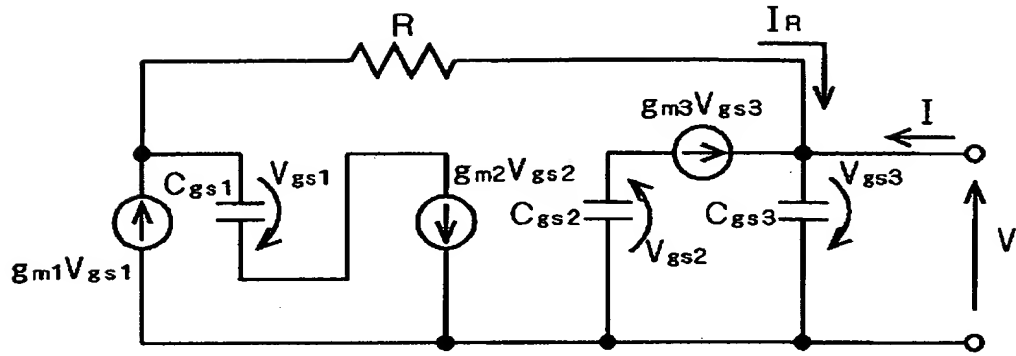 R
IR
gm3Vgs3
I
Cgs1
Vgs1
gm2Vgs2
Vgs3
Cgs2
Cgs3
Vgs2
V
gm1Vgs1